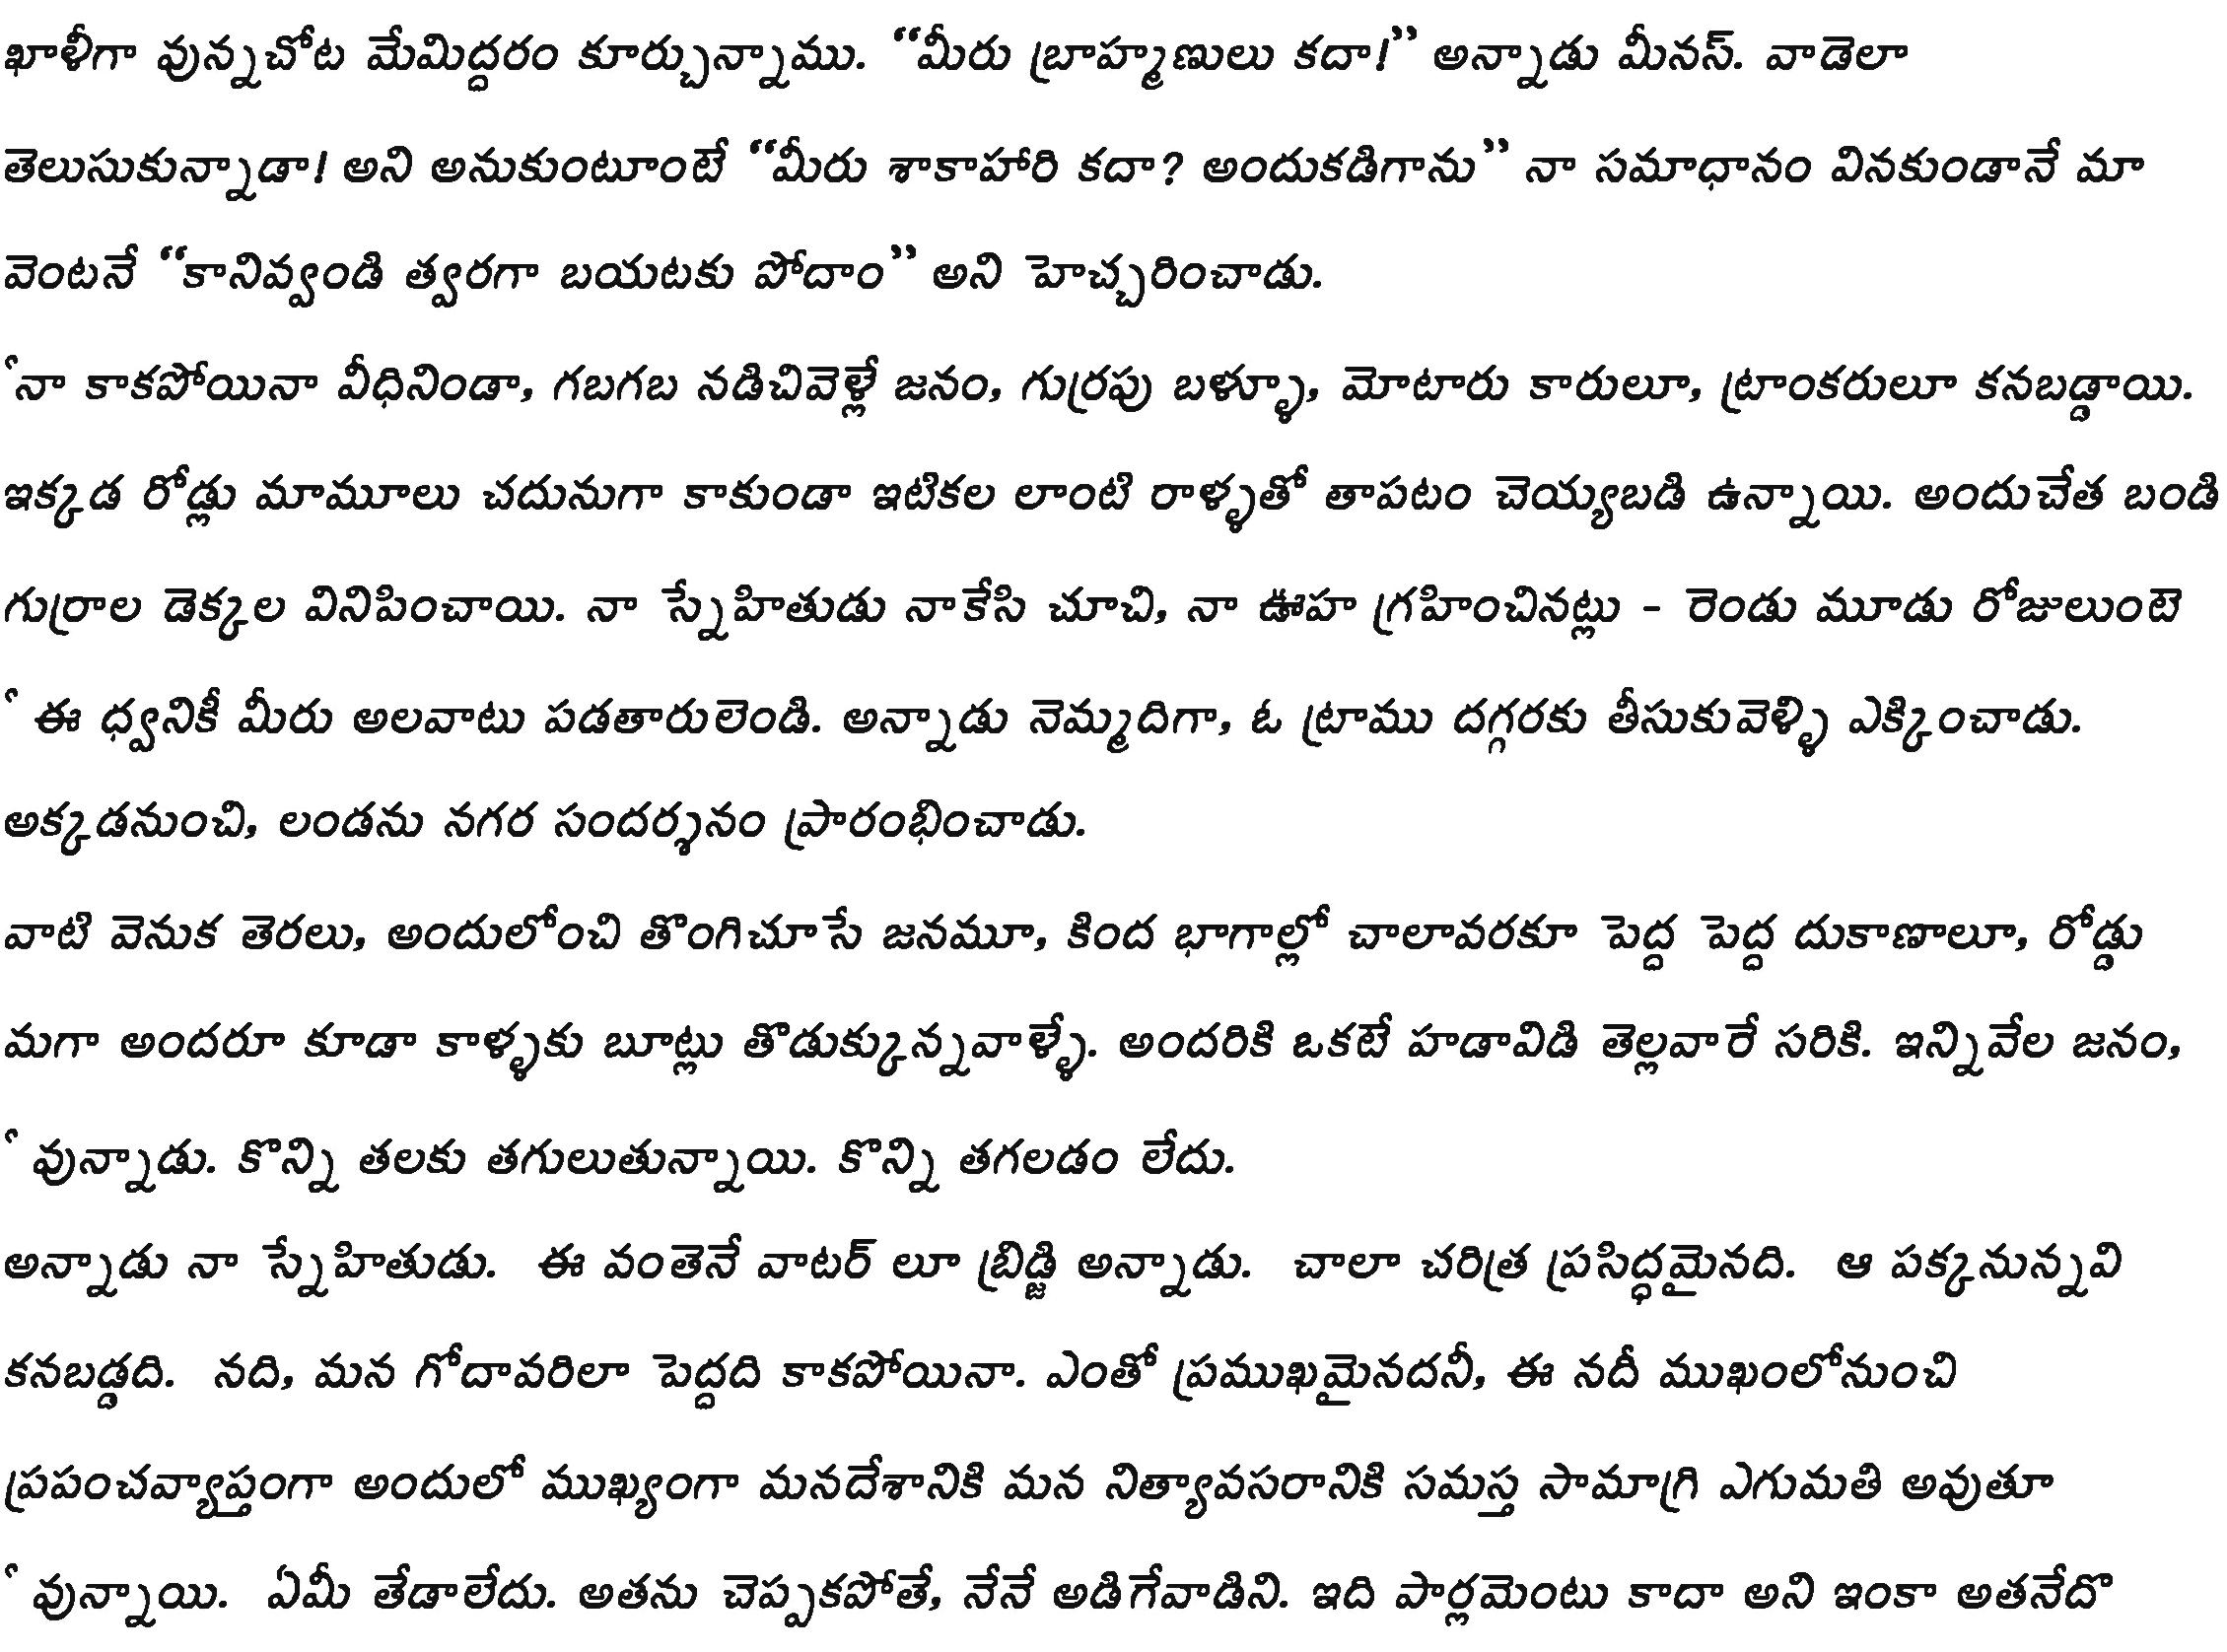 ఖాళీగా వున్నచోట మేమిద్దరం కూర్చున్నాము. “మీరు బ్రాహ్మణులు కదా!” అన్నాడు మీనస్. వాడెలా
తెలుసుకున్నాడా! అని అనుకుంటూంటే “మీరు శాకాహారి కదా? అందుకడిగాను” నా సమాధానం వినకుండానే మా
వెంటనే “కానివ్వండి త్వరగా బయటకు పోదాం” అని హెచ్చరించాడు.
నా కాకపోయినా వీధినిండా, గబగబ నడిచివెళ్లే జనం, గుర్రపు బళ్ళూ, మోటారు కారులూ, ట్రాంకరులూ కనబడ్డాయి.
ఇక్కడ రోడ్లు మామూలు చదునుగా కాకుండా ఇటికల లాంటి రాళ్ళతో తాపటం చెయ్యబడి ఉన్నాయి. అందుచేత బండి
గుర్రాల డెక్కల వినిపించాయి. నా స్నేహితుడు నాకేసి చూచి, నా ఊహ గ్రహించినట్లు - రెండు మూడు రోజులుంటె
ఈ ధ్వనికీ మీరు అలవాటు పడతారులెండి. అన్నాడు నెమ్మదిగా, ఓ ట్రాము దగ్గరకు తీసుకువెళ్ళి ఎక్కించాడు.
అక్కడనుంచి, లండను నగర సందర్శనం ప్రారంభించాడు.
వాటి వెనుక తెరలు, అందులోంచి తొంగిచూసే జనమూ, కింద భాగాల్లో చాలావరకూ పెద్ద పెద్ద దుకాణాలూ, రోడ్డు
మగా అందరూ కూడా కాళ్ళకు బూట్లు తొడుక్కున్నవాళ్ళే. అందరికి ఒకటే హడావిడి తెల్లవారే సరికి. ఇన్నివేల జనం,
వున్నాడు. కొన్ని తలకు తగులుతున్నాయి. కొన్ని తగలడం లేదు.
అన్నాడు నా స్నేహితుడు. ఈ వంతెనే వాటర్ లూ బ్రిడ్జి అన్నాడు. చాలా చరిత్ర ప్రసిద్ధమైనది. ఆ పక్కనున్నవి
కనబడ్డది. నది, మన గోదావరిలా పెద్దది కాకపోయినా. ఎంతో ప్రముఖమైనదనీ, ఈ నదీ ముఖంలోనుంచి
ప్రపంచవ్యాప్తంగా అందులో ముఖ్యంగా మనదేశానికి మన నిత్యావసరానికి సమస్త సామాగ్రి ఎగుమతి అవుతూ
వున్నాయి. ఏమీ తేడాలేదు. అతను చెప్పకపోతే, నేనే అడిగేవాడిని. ఇది పార్లమెంటు కాదా అని ఇంకా అతనేదొ